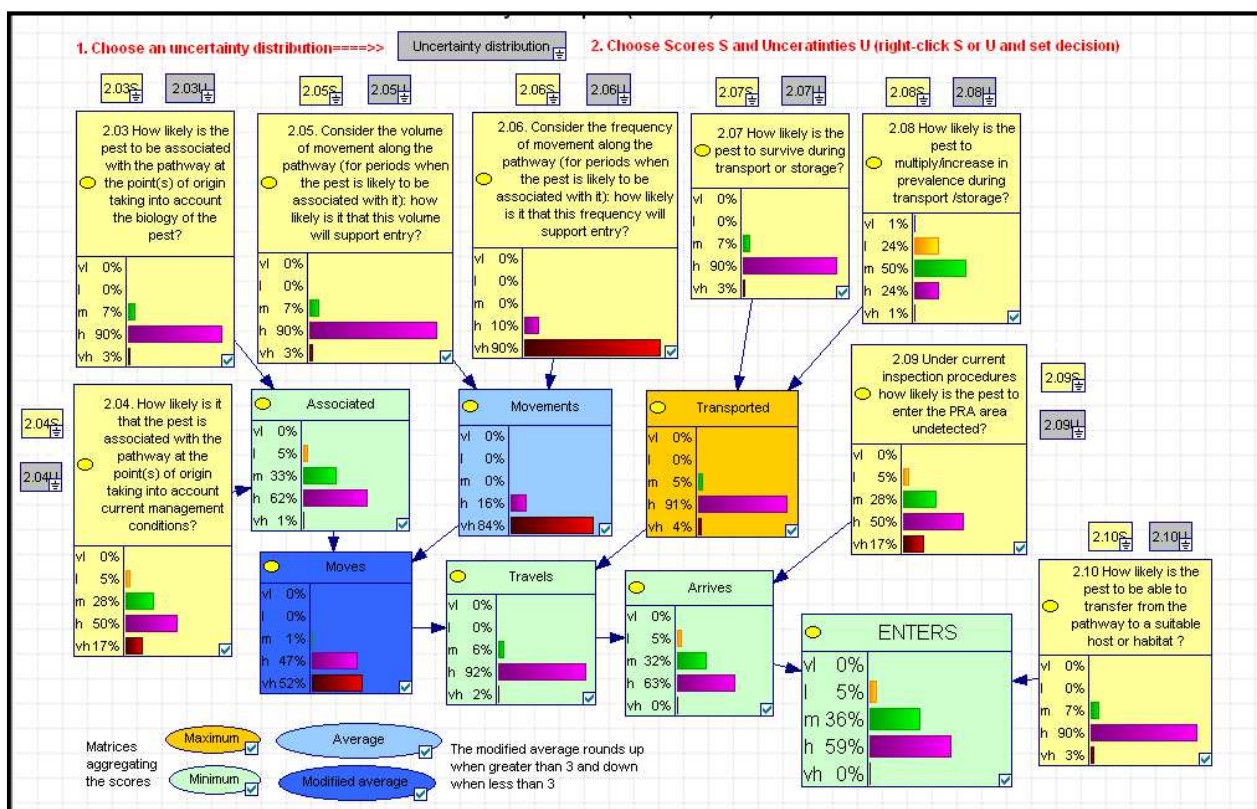 1. Choose an uncertainty distribution====>>
Uncertainty distribution
2. Choose Scores S and Unceratinties U (right-click S or U and set decision)
2.03S
2.03U
2.05S
2.05U
2.06S
2.06U
2.07S
2.07U
2.08S
2.08U
2.03 How likely is the
pest to be associated
with the pathway at
the point(s) of origin
taking into account
the biology of the
pest?
vl 0%
l 0%
m 7%
h 90%
vh 3%
2.05. Consider the volume
of movement along the
pathway (for periods when
the pest is likely to be
associated with it): how
likely is it that this volume
will support entry?
vl 0%
l 0%
m 7%
h 90%
vh 3%
2.06. Consider the frequency
of movement along the
pathway (for periods when
the pest is likely to be
associated with it): how likely
is it that this frequency will
support entry?
vl 0%
l 0%
m 0%
h 10%
vh 90%
2.07 How likely is the
pest to survive during
transport or storage?
vl 0%
l 0%
m 7%
h 90%
vh 3%
2.08 How likely is the
pest to
multiply/increase in
prevalence during
transport /storage?
vl 1%
l 24%
m 50%
h 24%
vh 1%
2.04S
2.04U
2.04. How likely is it
that the pest is
associated with the
pathway at the
point(s) of origin
taking into account
current management
conditions?
vl 0%
l 5%
m 28%
h 50%
vh 17%
Associated
vl 0%
l 5%
m 33%
h 62%
vh 1%
Movements
vl 0%
l 0%
m 0%
h 16%
vh 84%
Transported
vl 0%
l 0%
m 5%
h 91%
vh 4%
2.09 Under current
inspection procedures
how likely is the pest to
enter the PRA area
undetected?
vl 0%
l 5%
m 28%
h 50%
vh 17%
2.09S
2.09U
Moves
vl 0%
l 0%
m 1%
h 47%
vh 52%
Travels
vl 0%
l 0%
m 6%
h 92%
vh 2%
Arrives
vl 0%
l 5%
m 32%
h 63%
vh 0%
ENTERS
vl 0%
l 5%
m 36%
h 59%
vh 0%
2.10S
2.10U
2.10 How likely is the
pest to be able to
transfer from the
pathway to a suitable
host or habitat ?
vl 0%
l 0%
m 7%
h 90%
vh 3%
Matrices
aggregating
the scores
Maximum
Minimum
Average
Modifiied average
The modified average rounds up
when greater than 3 and down
when less than 3